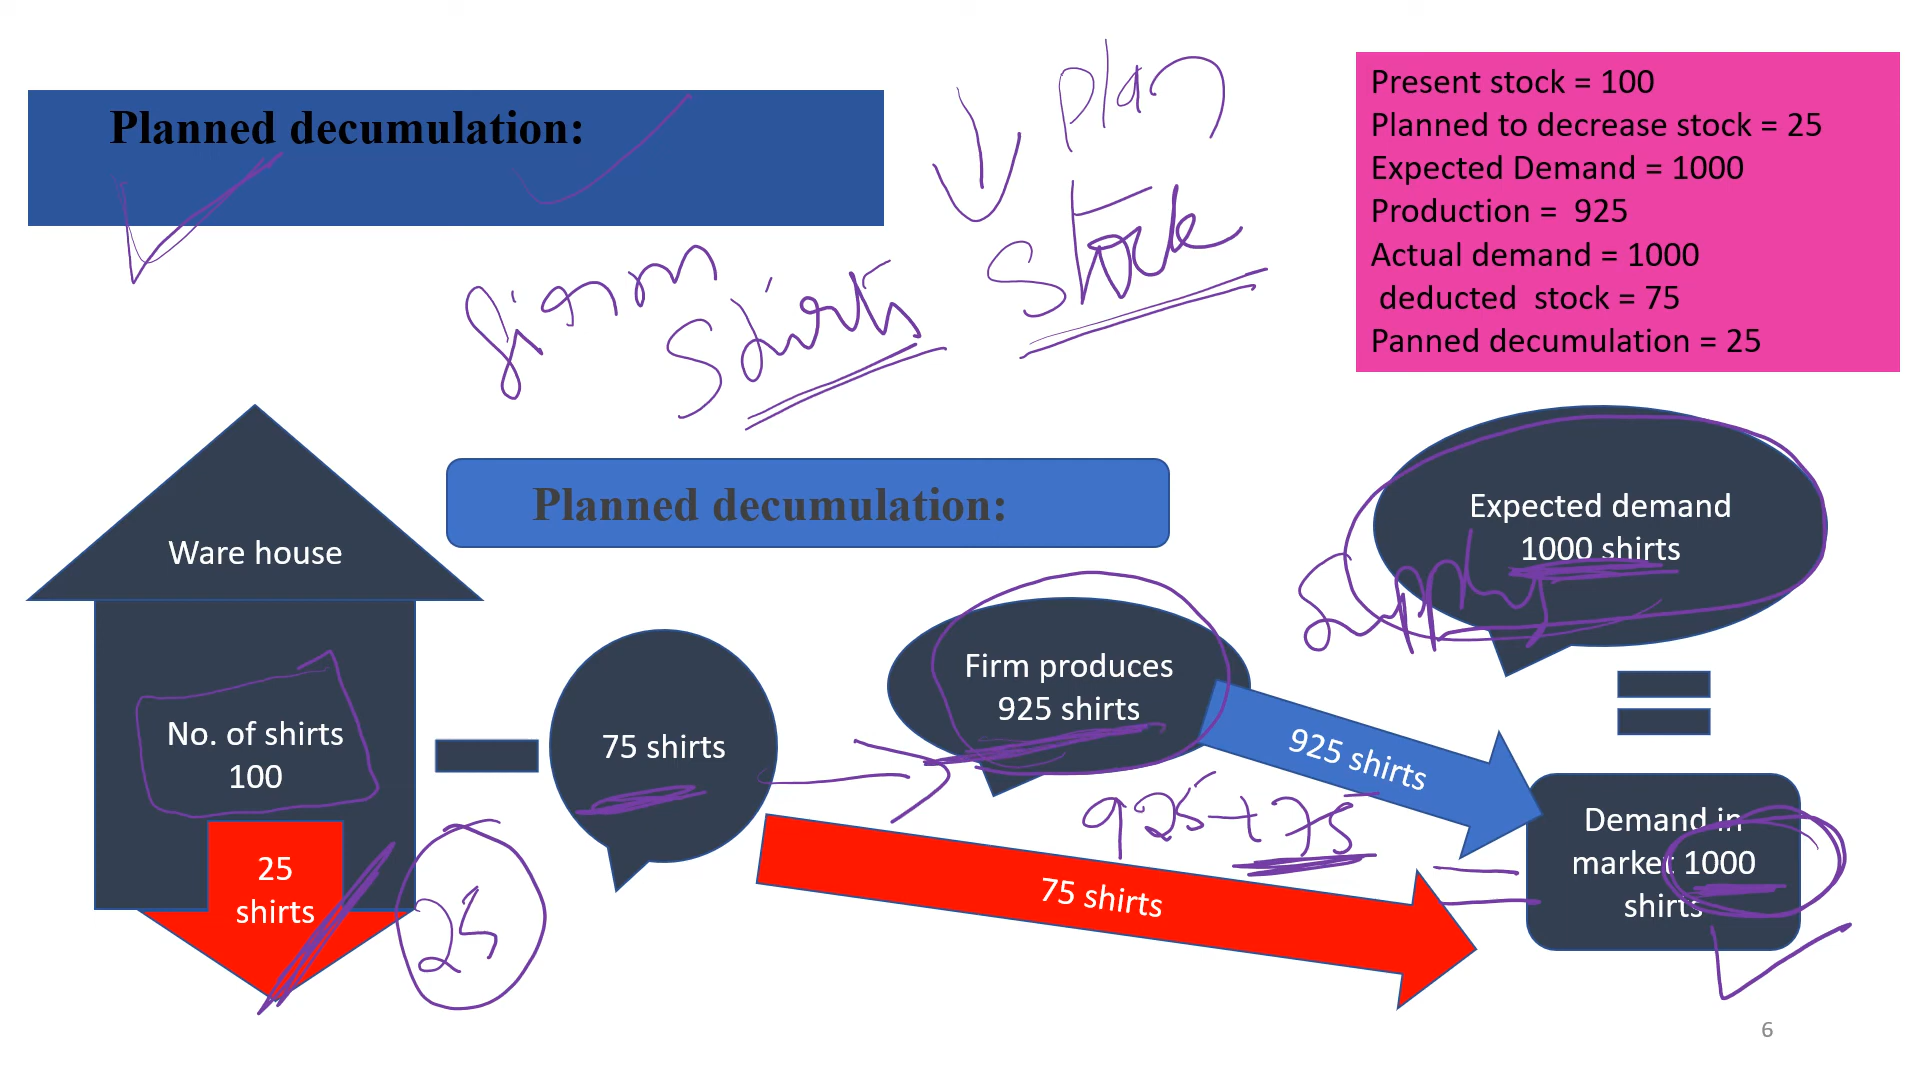 Planned decumulation:
plan
Stock
firm
Shirts
Present stock = 100
Planned to decrease stock = 25
Expected Demand = 1000
Production =  925
Actual demand = 1000
deducted  stock = 75
Panned decumulation = 25
Planned decumulation:
Ware house
No. of shirts
100
25
shirts
25
75 shirts
Firm produces
925 shirts
925 shirts
925+75
75 shirts
Expected demand
1000 shirts
Supply
Demand in
market 1000
shirts
6